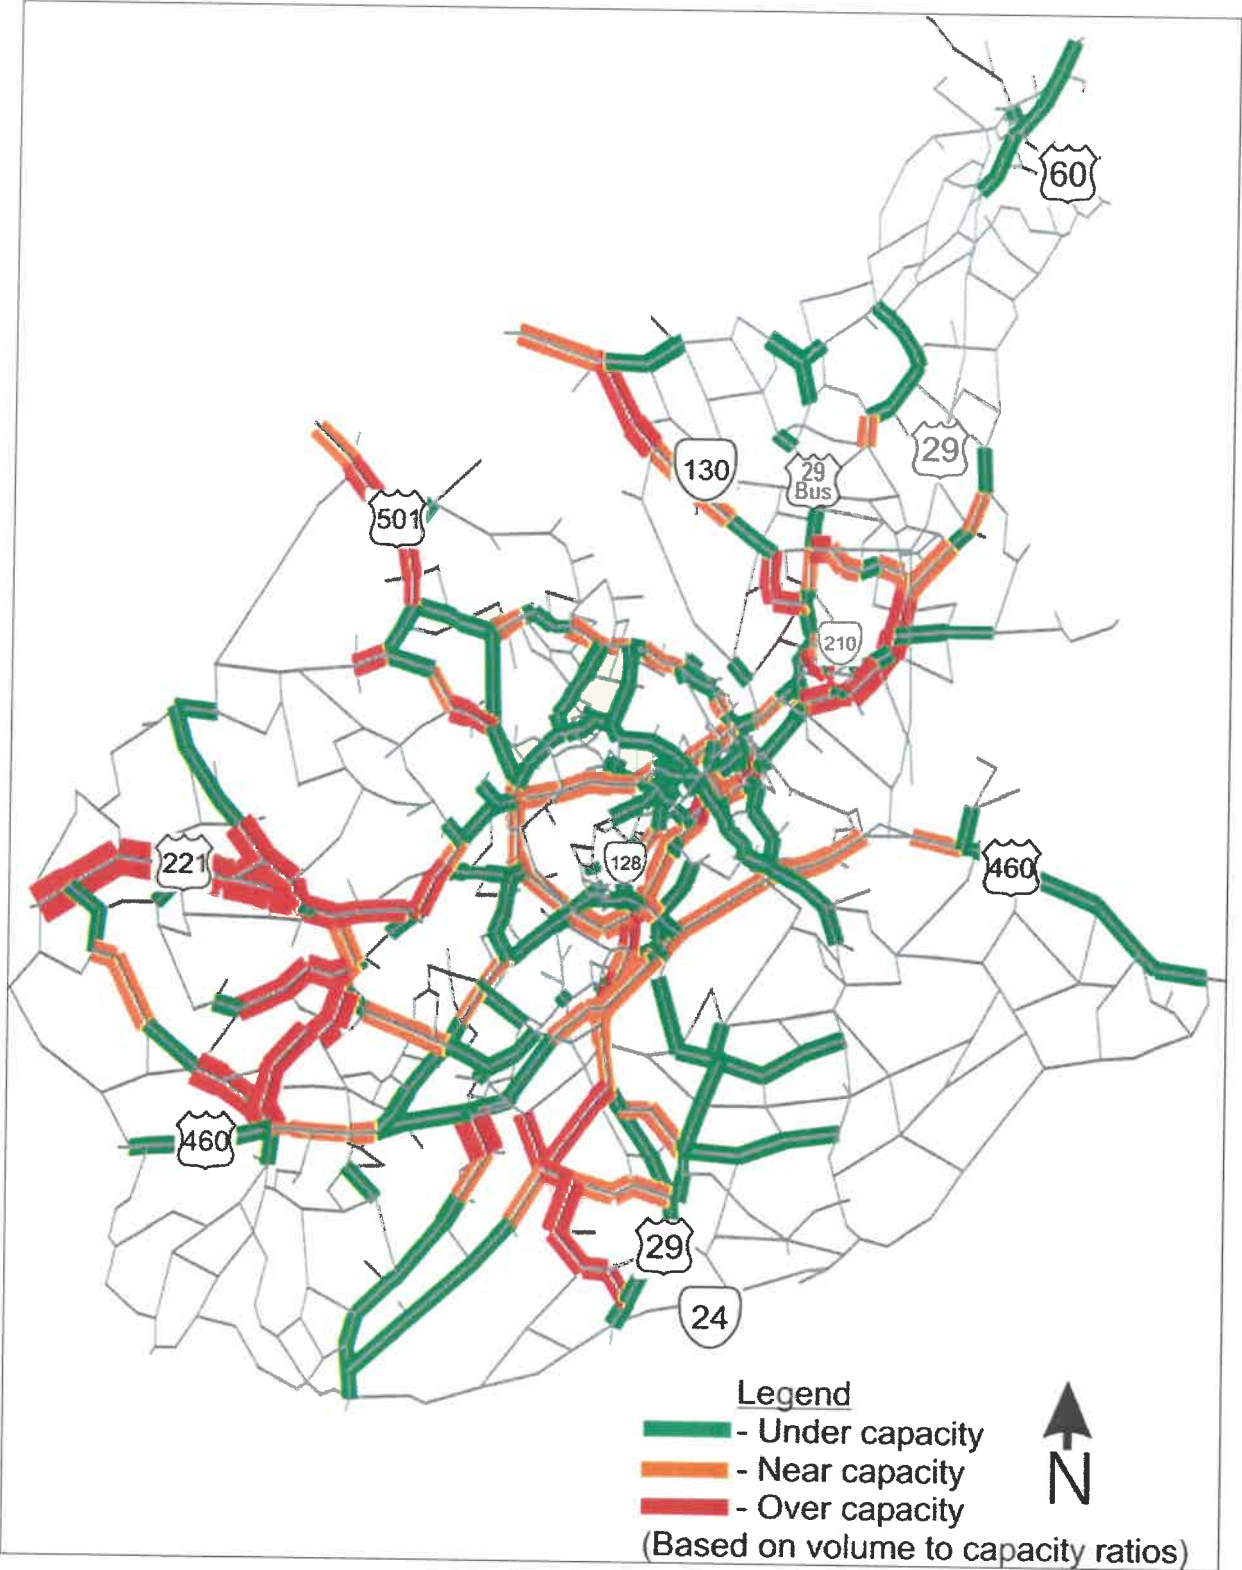 60
29
130
29
Bus
501
210
221
128
460
460
29
24
Legend
- Under capacity
- Near capacity
- Over capacity
N
(Based on volume to capacity ratios)